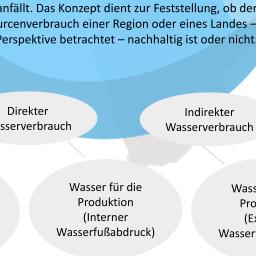 anfällt. Das Konzept dient zur Feststellung, ob der
urcenverbrauch einer Region oder eines Landes –
Perspektive betrachtet – nachhaltig ist oder nicht.
Direkter
sserverbrauch
Indirekter
Wasserverbrauch
Wasser für die
Produktion
(Interner
Wasserfußabdruck)
Wass
Pro
(Ex
Wasser